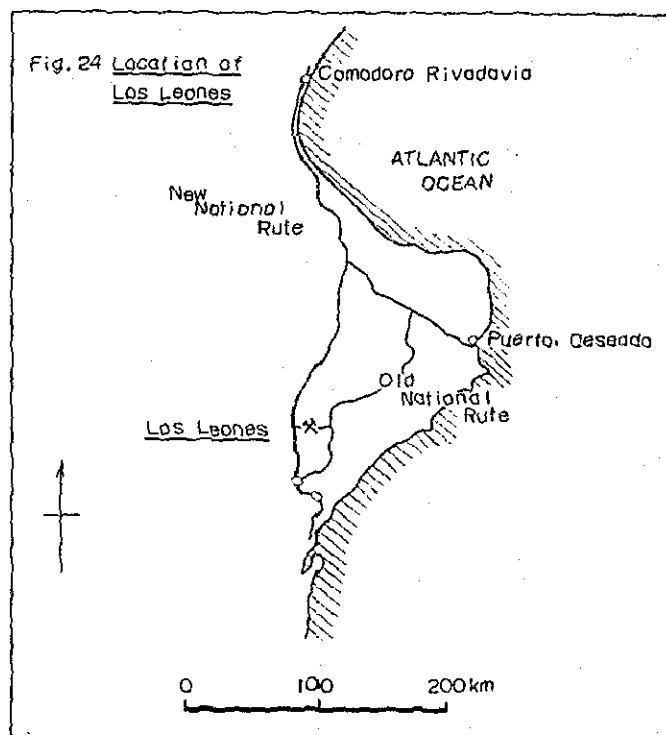 Fig. 24 Location of
Los Leones
Comodoro Rivadavia
ATLANTIC
OCEAN
New
National
Rute
Puerto. Deseado
Old
National
Rute
Los Leones
0 100 200km